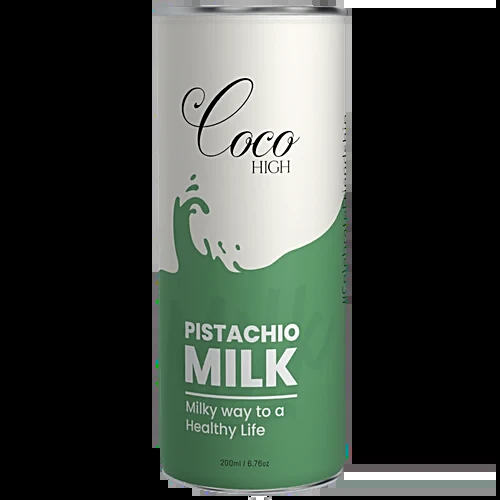 Coco
HIGH
PISTACHIO
MILK
Milky way to a
Healthy Life
200ml / 6.76oz